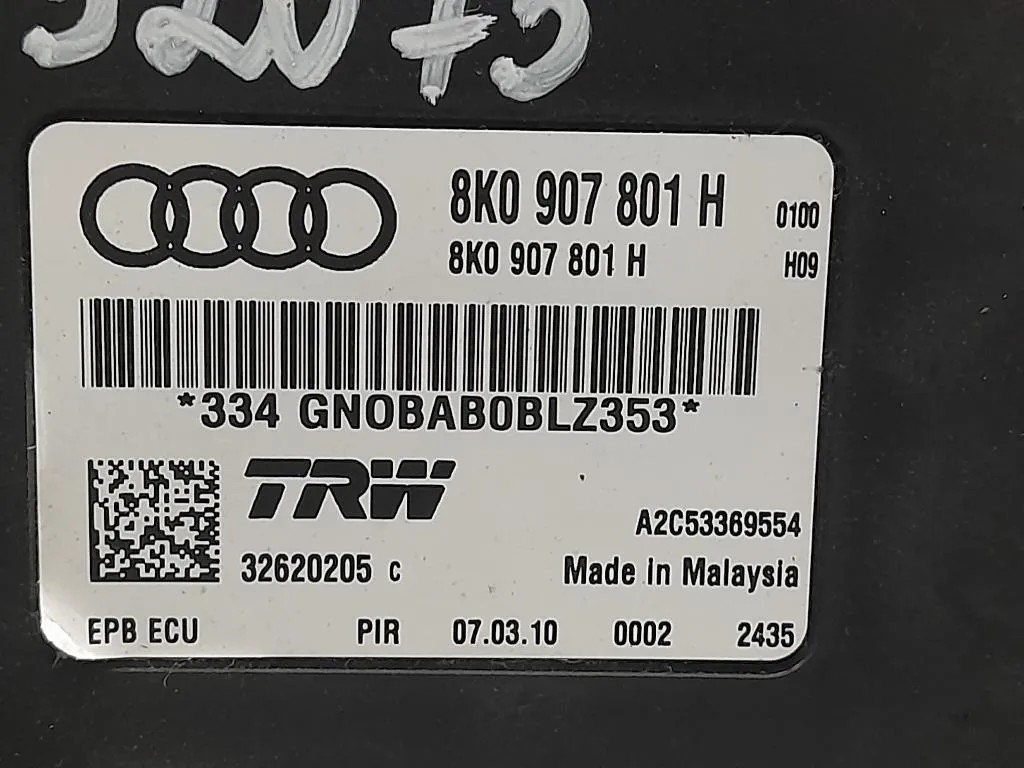 8K0 907 801 H 0100
8K0 907 801 H H09
*334 GN0BAB0BLZ353*
TRW
A2C53369554
32620205 c Made in Malaysia
EPB ECU PIR 07.03.10 0002 2435